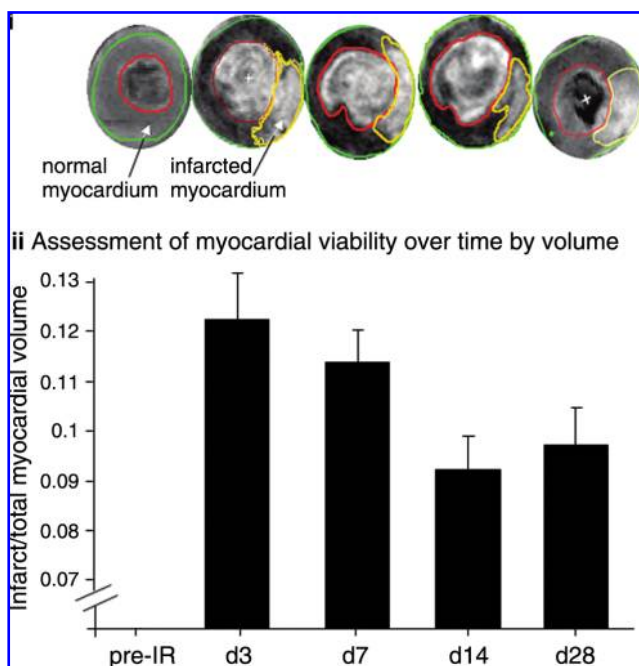 i
normal
myocardium
infarcted
myocardium
ii Assessment of myocardial viability over time by volume
Infarct/total myocardial volume
0.13
0.12
0.11
0.1
0.09
0.08
0.07
pre-IR d3 d7 d14 d28